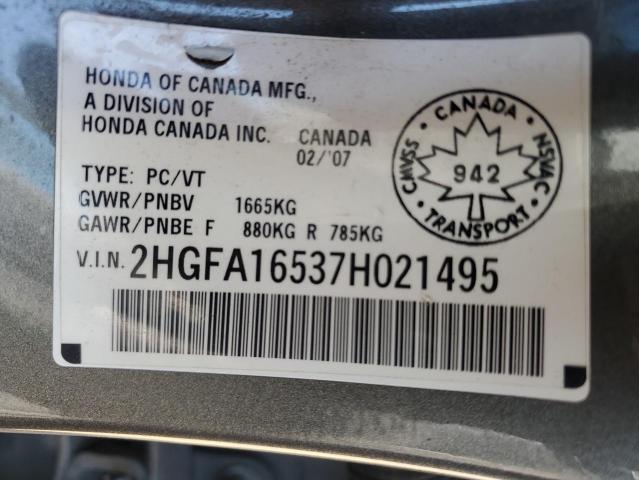 HONDA OF CANADA MFG.,
A DIVISION OF
HONDA CANADA INC. CANADA
02/'07
TYPE: PC/VT
GVWR/PNBV 1665KG
GAWR/PNBE F 880KG R 785KG
V.I.N. 2HGFA16537H021495
CANADA
CMVSS 942 NSVAC
TRANSPORT